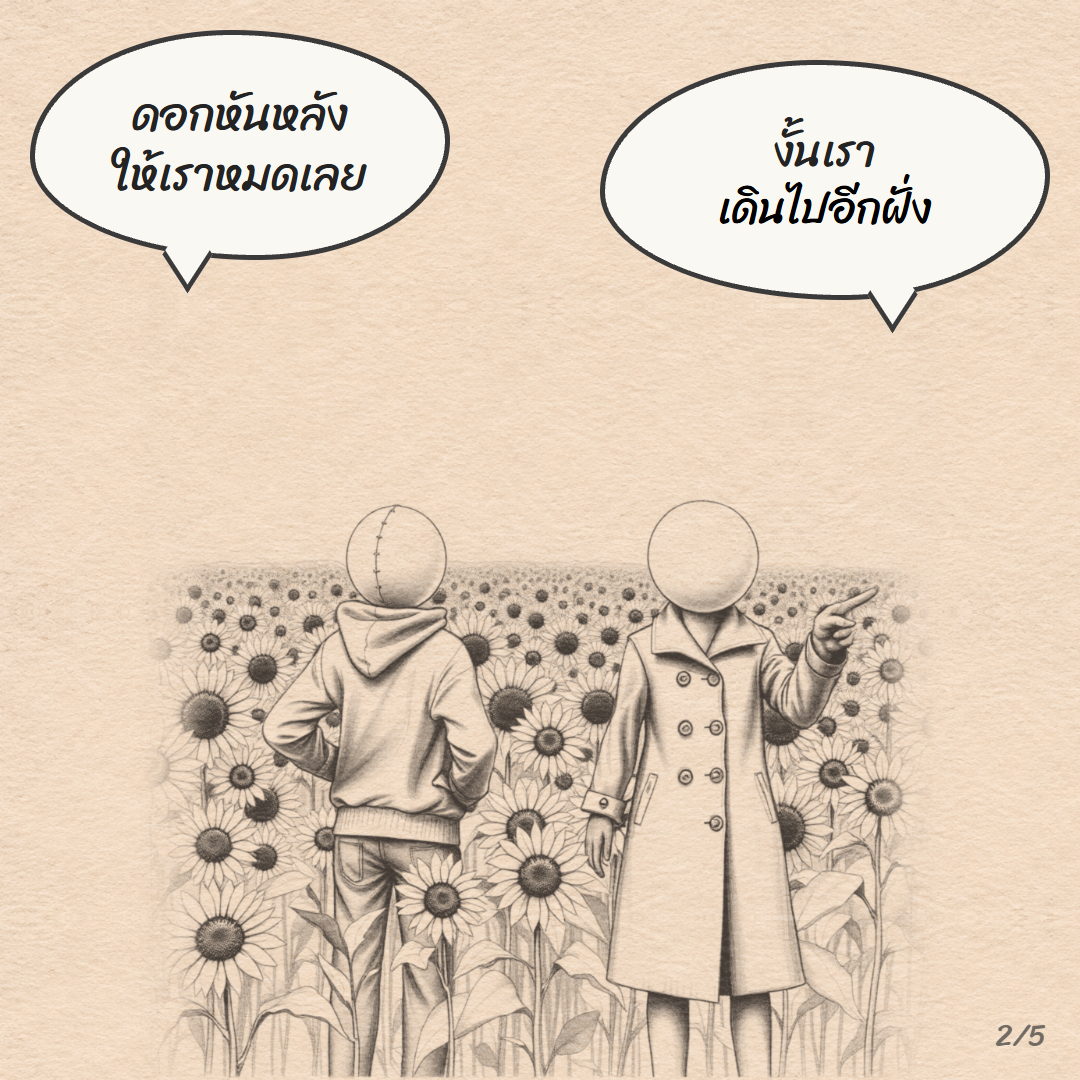 ดอกหันหลัง
ให้เราหมดเลย
งั้นเรา
เดินไปอีกฝั่ง
2/5